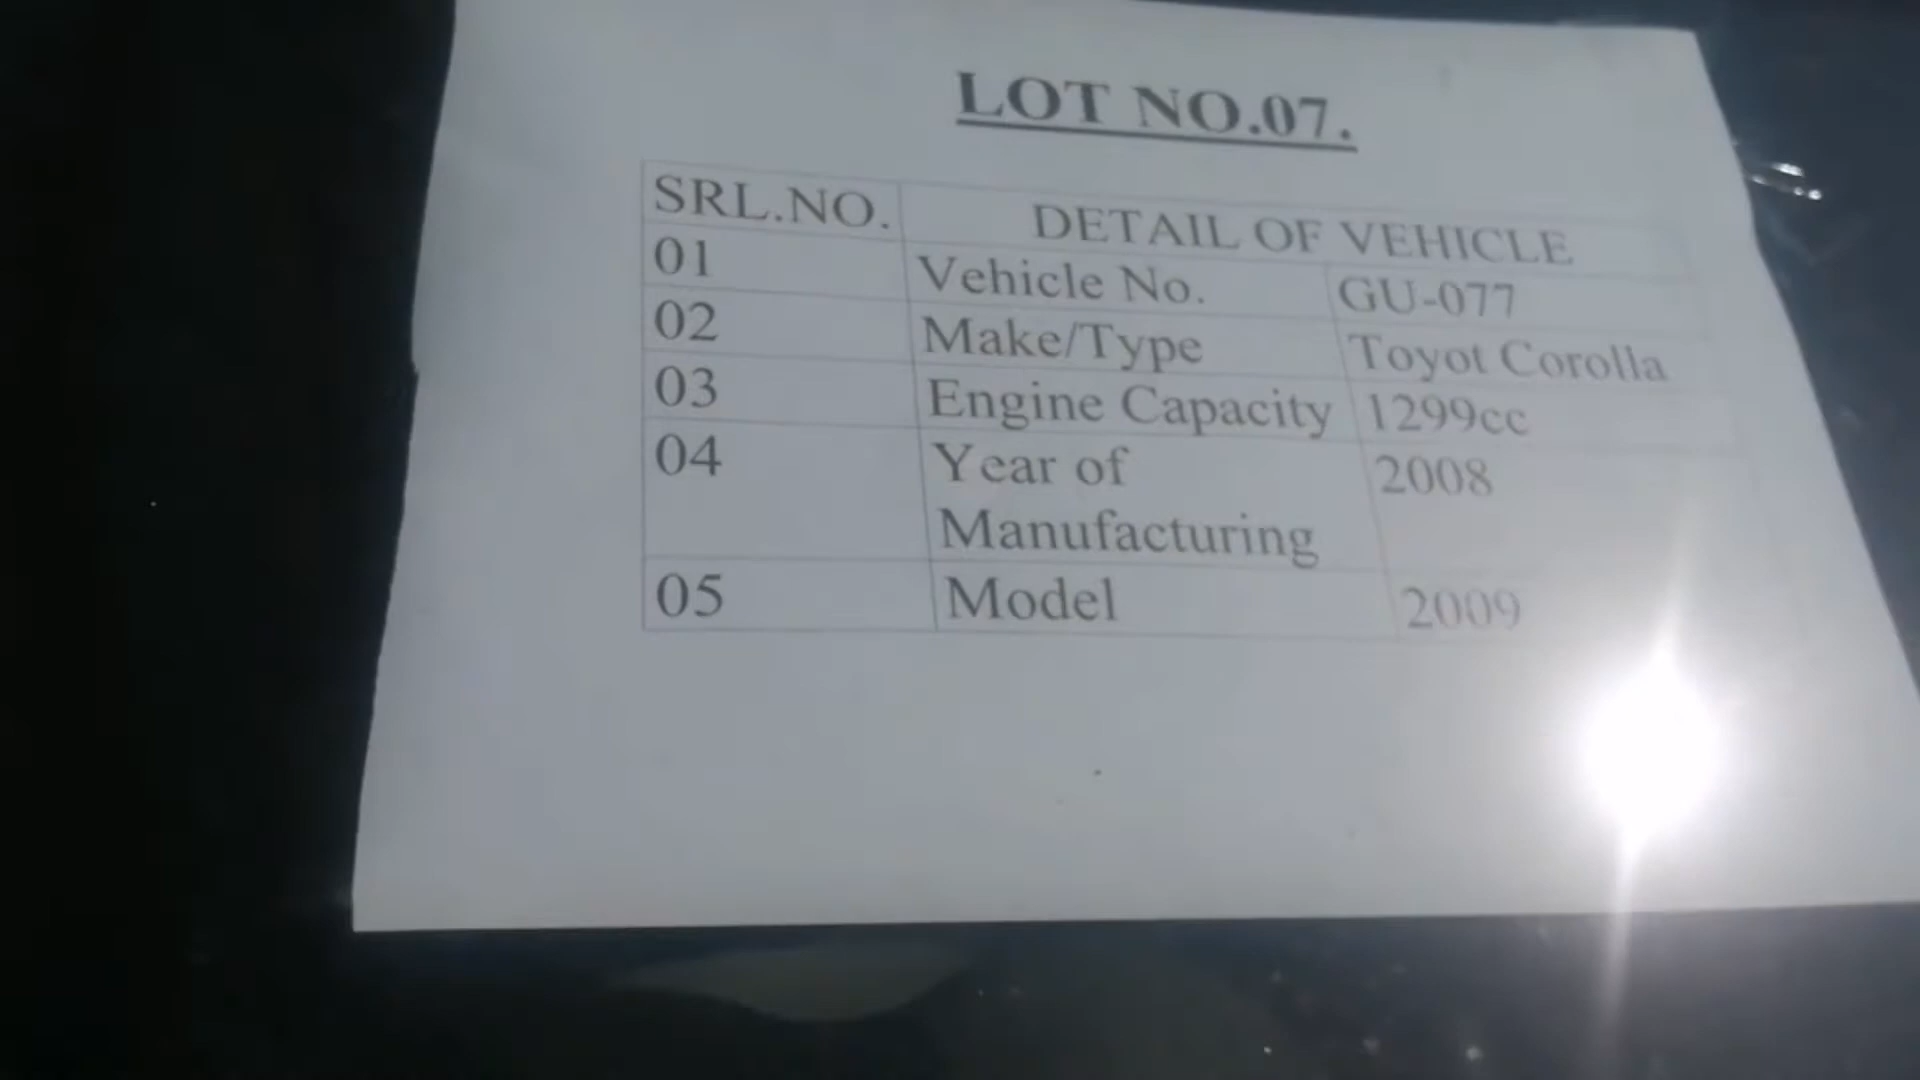 LOT NO.07.
SRL.NO. DETAIL OF VEHICLE
01 Vehicle No. GU-077
02 Make/Type Toyot Corolla
03 Engine Capacity 1299cc
04 Year of 2008
Manufacturing
05 Model 2009